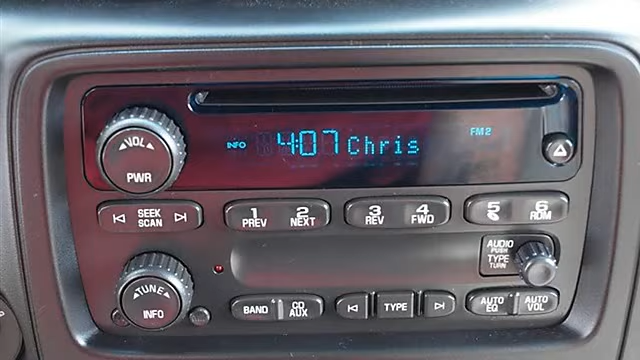 INFO 4:07 Chris FM2
VOL
PWR
SEEK
SCAN
1 2 3 4 5 6
PREV NEXT REV FWD RDM
AUDIO
PUSH
TYPE
TURN
TUNE
INFO
BAND CD AUX TYPE AUTO EQ AUTO VOL